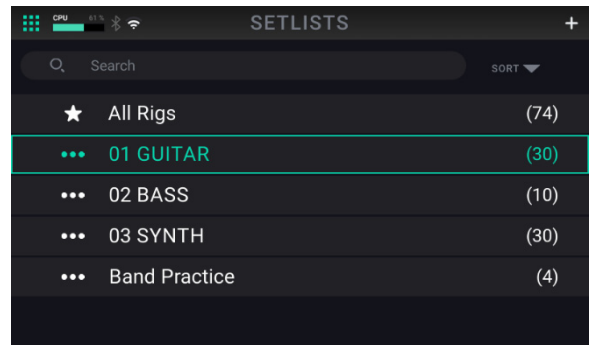 CPU 61% SETLISTS +
Search SORT
All Rigs (74)
01 GUITAR (30)
02 BASS (10)
03 SYNTH (30)
Band Practice (4)